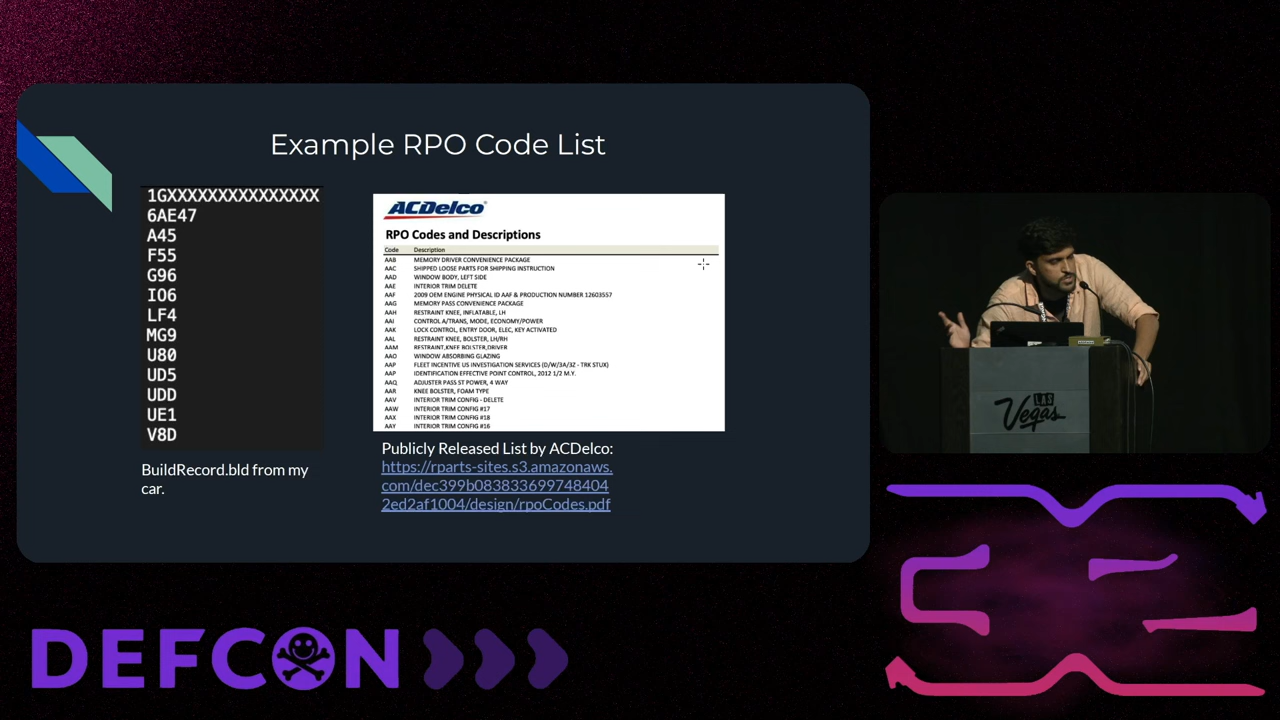 Example RPO Code List
1GXXXXXXXXXXXXXXX
6AE47
A45
F55
G96
I06
LF4
MG9
U80
UD5
UDD
UE1
V8D
BuildRecord.bld from my
car.
ACDelco
RPO Codes and Descriptions
Code Description
AAB MEMORY DRIVER CONVENIENCE PACKAGE
AAC SHIPPED LOOSE PARTS FOR SHIPPING INSTRUCTION
AAD WINDOW BODY, LEFT SIDE
AAE INTERIOR TRIM DELETE
AAF 2009 OEM ENGINE PHYSICAL ID AAF & PRODUCTION NUMBER 12603557
AAG MEMORY PASS CONVENIENCE PACKAGE
AAH RESTRAINT KNEE, INFLATABLE, LH
AAI CONTROL A/TRANS, MODE, ECONOMY/POWER
AAK LOCK CONTROL, ENTRY DOOR, ELEC, KEY ACTIVATED
AAL RESTRAINT KNEE, BOLSTER, LH/RH
AAM RESTRAINT,KNEE BOLSTER,DRIVER
AAO WINDOW ABSORBING GLAZING
AAP FLEET INCENTIVE US INVESTIGATION SERVICES (D/W/3A/3Z - TRK STUX)
AAP IDENTIFICATION EFFECTIVE POINT CONTROL, 2012 1/2 M.Y.
AAQ ADJUSTER PASS ST POWER, 4 WAY
AAR KNEE BOLSTER, FOAM TYPE
AAV INTERIOR TRIM CONFIG - DELETE
AAW INTERIOR TRIM CONFIG #17
AAX INTERIOR TRIM CONFIG #18
AAY INTERIOR TRIM CONFIG #16
Publicly Released List by ACDelco:
https://rparts-sites.s3.amazonaws.
com/dec399b083833699748404
2ed2af1004/design/rpoCodes.pdf
LAS
Vegas
DEFCON